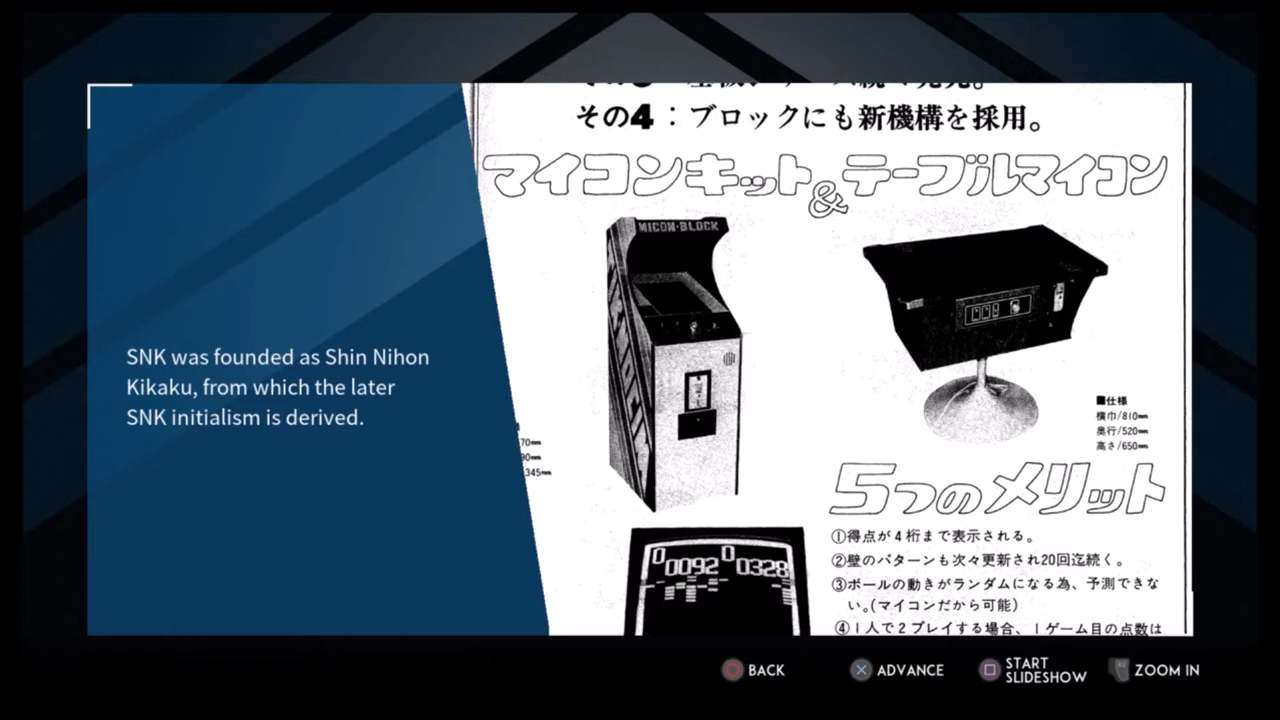 SNK was founded as Shin Nihon
Kikaku, from which the later
SNK initialism is derived.
その4：ブロックにも新機構を採用。
マイコンキット&テーブルマイコン
MICON·BLOCK
■仕様
横巾/810mm
奥行/520mm
高さ/650mm
70mm
90mm
345mm
5つのメリット
0 0092 0 0328
①得点が4桁まで表示される。
②壁のパターンも次々更新され20回迄続く。
③ボールの動きがランダムになる為、予測できな
い。(マイコンだから可能)
④1人で2プレイする場合、1ゲーム目の点数は
BACK
ADVANCE
START
SLIDESHOW
ZOOM IN